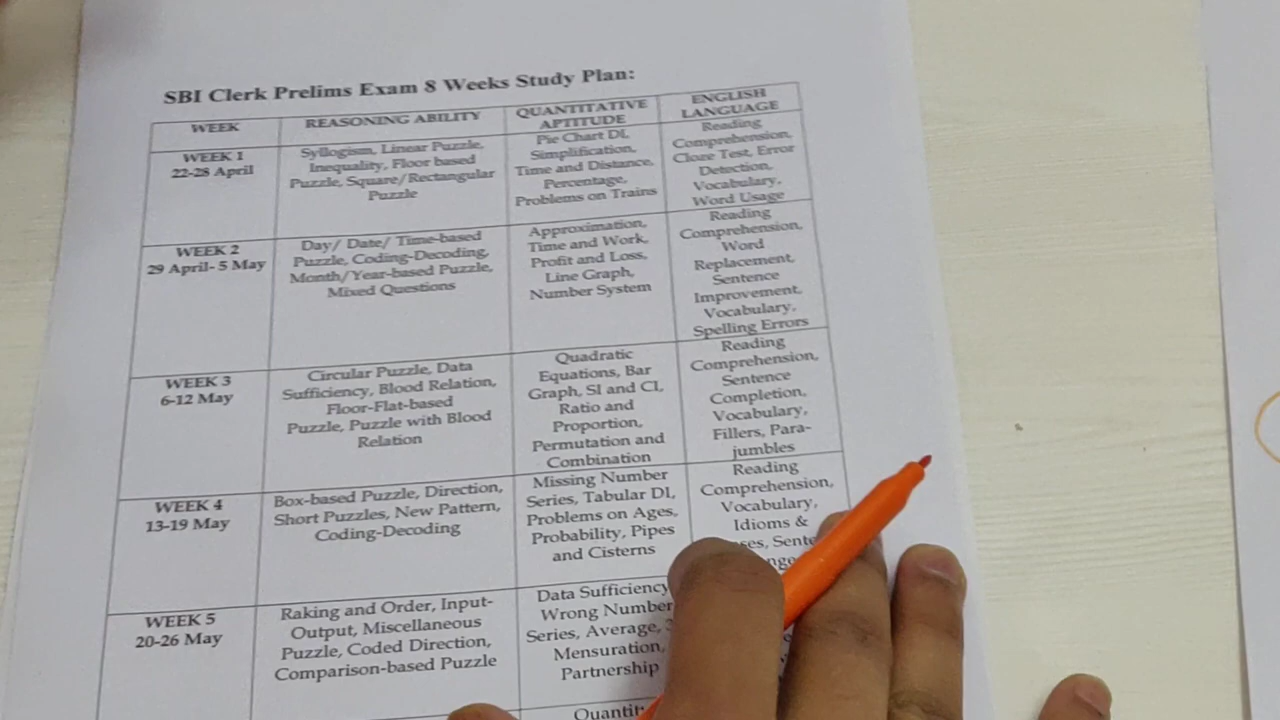 SBI Clerk Prelims Exam 8 Weeks Study Plan:
WEEK
REASONING ABILITY
QUANTITATIVE
APTITUDE
ENGLISH
LANGUAGE
WEEK 1
22-28 April
Syllogism, Linear Puzzle,
Inequality, Floor based
Puzzle, Square/Rectangular
Puzzle
Pie Chart DI,
Simplification,
Time and Distance,
Percentage,
Problems on Trains
Reading
Comprehension,
Cloze Test, Error
Detection,
Vocabulary,
Word Usage
WEEK 2
29 April- 5 May
Day/ Date/ Time-based
Puzzle, Coding-Decoding,
Month/Year-based Puzzle,
Mixed Questions
Approximation,
Time and Work,
Profit and Loss,
Line Graph,
Number System
Reading
Comprehension,
Word
Replacement,
Sentence
Improvement,
Vocabulary,
Spelling Errors
WEEK 3
6-12 May
Circular Puzzle, Data
Sufficiency, Blood Relation,
Floor-Flat-based
Puzzle, Puzzle with Blood
Relation
Quadratic
Equations, Bar
Graph, SI and CI,
Ratio and
Proportion,
Permutation and
Combination
Reading
Comprehension,
Sentence
Completion,
Vocabulary,
Fillers, Para-
jumbles
WEEK 4
13-19 May
Box-based Puzzle, Direction,
Short Puzzles, New Pattern,
Coding-Decoding
Missing Number
Series, Tabular DI,
Problems on Ages,
Probability, Pipes
and Cisterns
Reading
Comprehension,
Vocabulary,
Idioms &
WEEK 5
20-26 May
Raking and Order, Input-
Output, Miscellaneous
Puzzle, Coded Direction,
Comparison-based Puzzle
Data Sufficiency
Wrong Number
Series, Average,
Mensuration,
Partnership